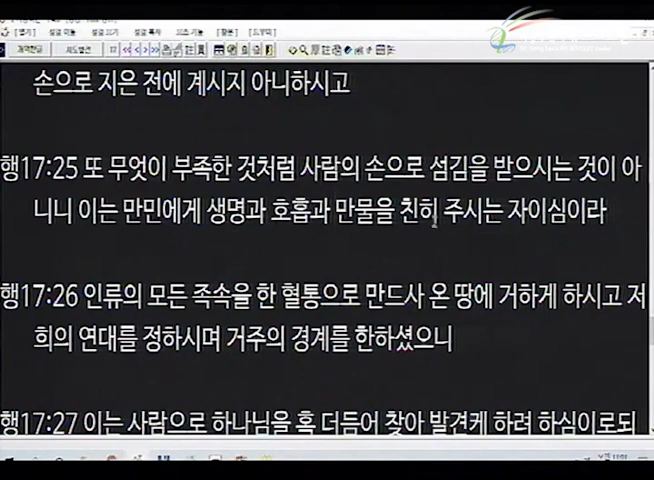 개역한글
손으로 지은 전에 계시지 아니하시고
행17:25 또 무엇이 부족한 것처럼 사람의 손으로 섬김을 받으시는 것이 아
니니 이는 만민에게 생명과 호흡과 만물을 친히 주시는 자이심이라
행17:26 인류의 모든 족속을 한 혈통으로 만드사 온 땅에 거하게 하시고 저
희의 연대를 정하시며 거주의 경계를 한하셨으니
행17:27 이는 사람으로 하나님을 혹 더듬어 찾아 발견케 하려 하심이로되